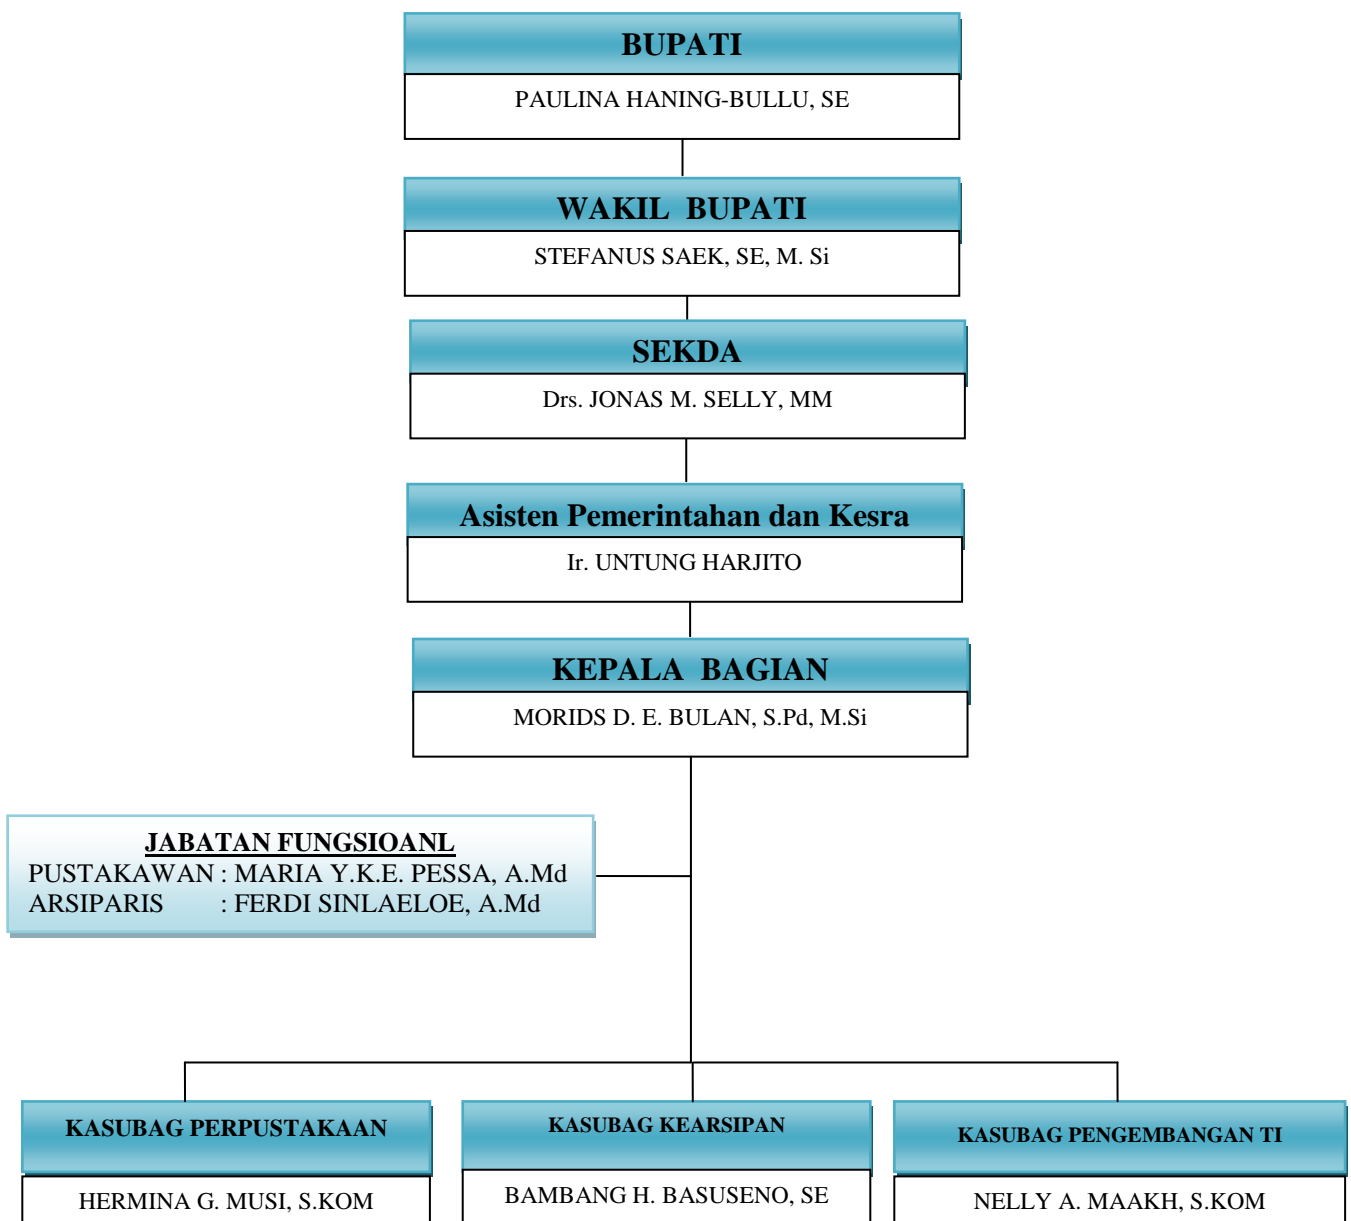 BUPATI
PAULINA HANING-BULLU, SE
WAKIL BUPATI
STEFANUS SAEK, SE, M. Si
SEKDA
Drs. JONAS M. SELLY, MM
Asisten Pemerintahan dan Kesra
Ir. UNTUNG HARJITO
KEPALA BAGIAN
MORIDS D. E. BULAN, S.Pd, M.Si
JABATAN FUNGSIOANL
PUSTAKAWAN : MARIA Y.K.E. PESSA, A.Md
ARSIPARIS : FERDI SINLAELOE, A.Md
KASUBAG PERPUSTAKAAN
HERMINA G. MUSI, S.KOM
KASUBAG KEARSIPAN
BAMBANG H. BASUSENO, SE
KASUBAG PENGEMBANGAN TI
NELLY A. MAAKH, S.KOM